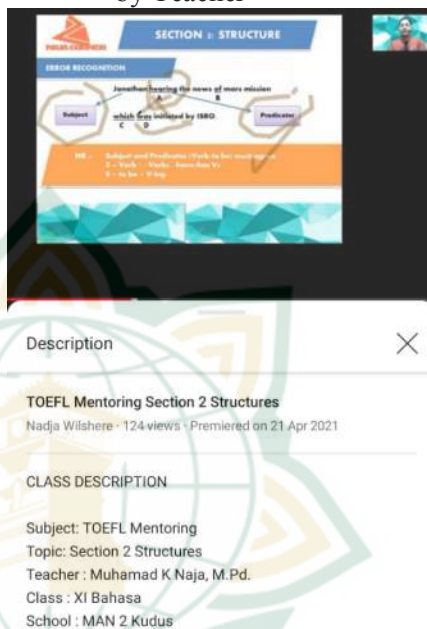 by Teacher
SECTION 2: STRUCTURE
ERROR RECOGNITION
Jonathan hearing the news of mars mission
A B
Subject
which was initiated by ISRO
Predicate
C D
Subject and Predicate (Verb to be) must agree
Description
TOEFL Mentoring Section 2 Structures
Nadja Wilshere · 124 views · Premiered on 21 Apr 2021
CLASS DESCRIPTION
Subject: TOEFL Mentoring
Topic: Section 2 Structures
Teacher : Muhamad K Naja, M.Pd.
Class : XI Bahasa
School : MAN 2 Kudus